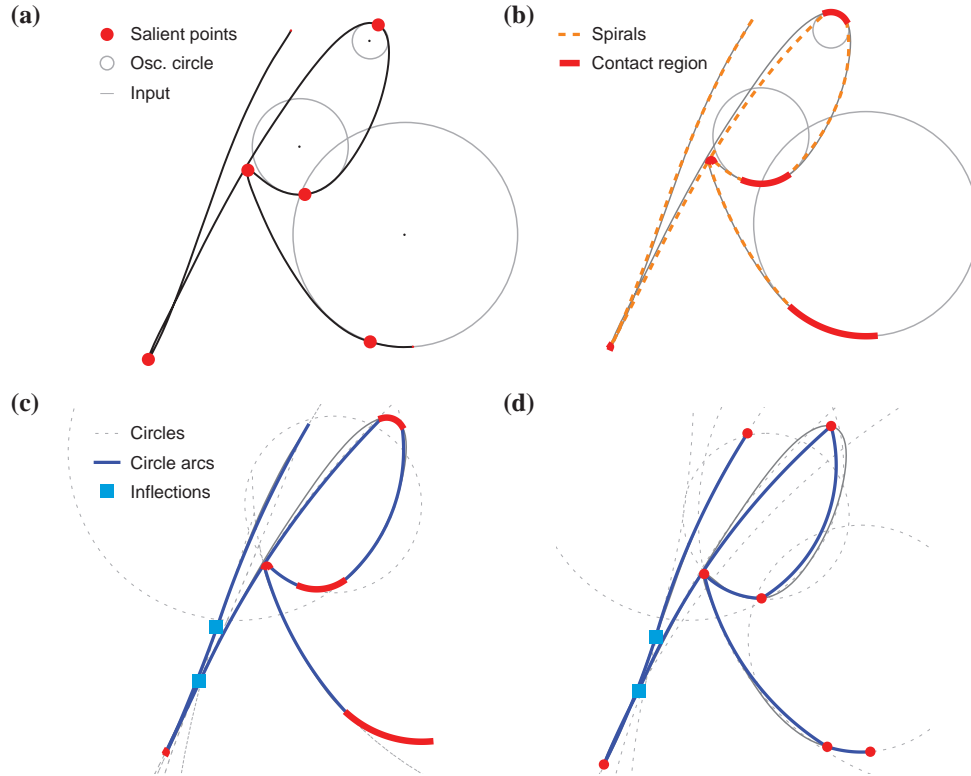 (a)
Salient points
Osc. circle
Input
(b)
Spirals
Contact region
(c)
Circles
Circle arcs
Inflections
(d)